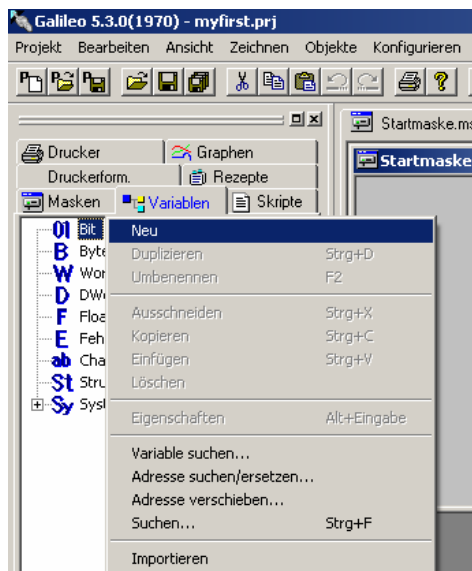 Galileo 5.3.0(1970) - myfirst.prj
Projekt Bearbeiten Ansicht Zeichnen Objekte Konfigurieren
Startmaske.ms
Startmaske
Drucker Graphen
Druckerform. Rezepte
Masken Variablen Skripte
01 Bit
B Byte
W Wor
D DWo
F Floa
E Feh
ab Cha
St Stru
Sy Syst
Neu
Duplizieren Strg+D
Umbenennen F2
Ausschneiden Strg+X
Kopieren Strg+C
Einfügen Strg+V
Löschen
Eigenschaften Alt+Eingabe
Variable suchen...
Adresse suchen/ersetzen...
Adresse verschieben...
Suchen... Strg+F
Importieren